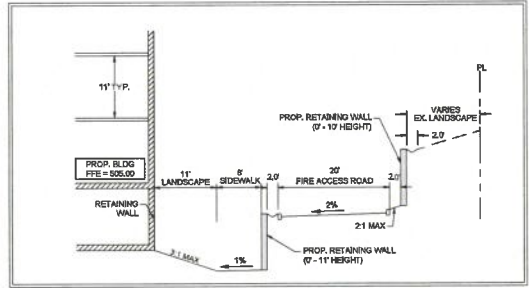 PL
VARIES
EX. LANDSCAPE
11' TYP.
PROP. RETAINING WALL
(0' - 10' HEIGHT)
2.0'
PROP. BLDG
FFE = 505.00
11'
LANDSCAPE
6'
SIDEWALK
2.0'
20'
FIRE ACCESS ROAD
2.0'
RETAINING
WALL
2%
2:1 MAX
2:1 MAX
1%
PROP. RETAINING WALL
(0' - 11' HEIGHT)